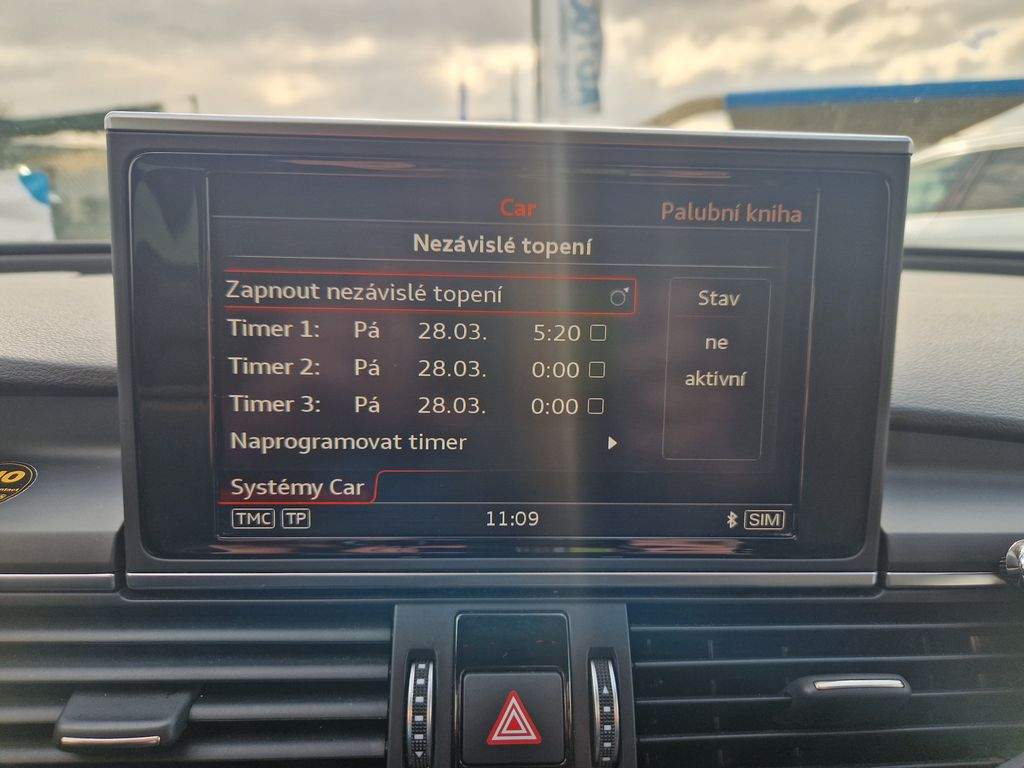 Car
Palubní kniha
Nezávislé topení
Zapnout nezávislé topení
Timer 1: Pá 28.03. 5:20
Timer 2: Pá 28.03. 0:00
Timer 3: Pá 28.03. 0:00
Naprogramovat timer
Stav
ne
aktivní
Systémy Car
TMC TP 11:09 SIM